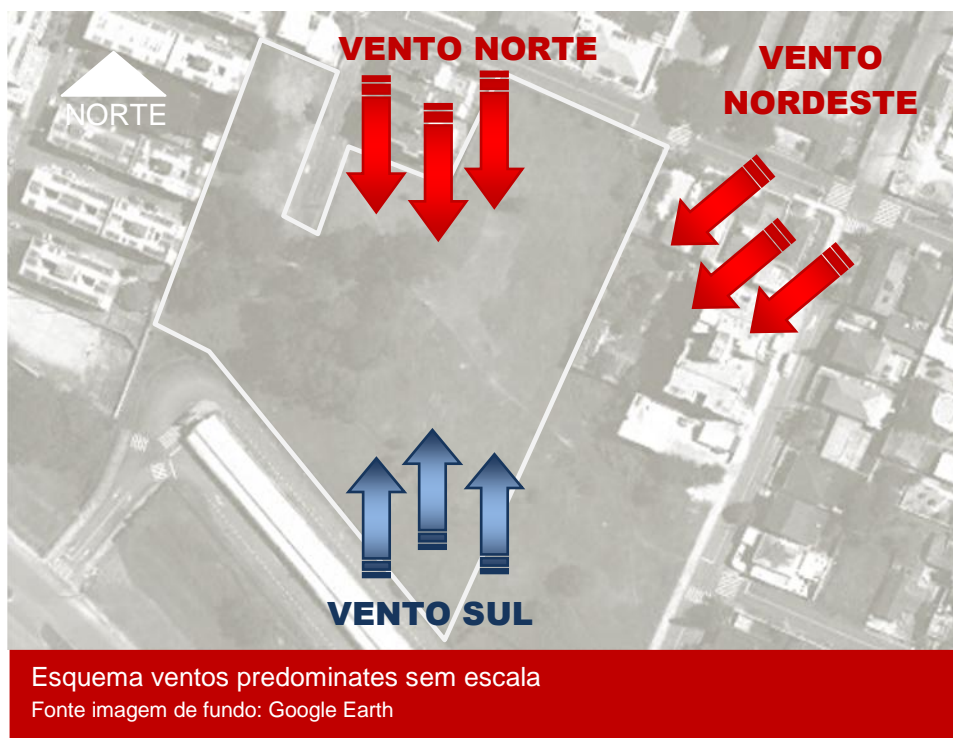 VENTO NORTE
VENTO
NORDESTE
NORTE
VENTO SUL
Esquema ventos predominates sem escala
Fonte imagem de fundo: Google Earth